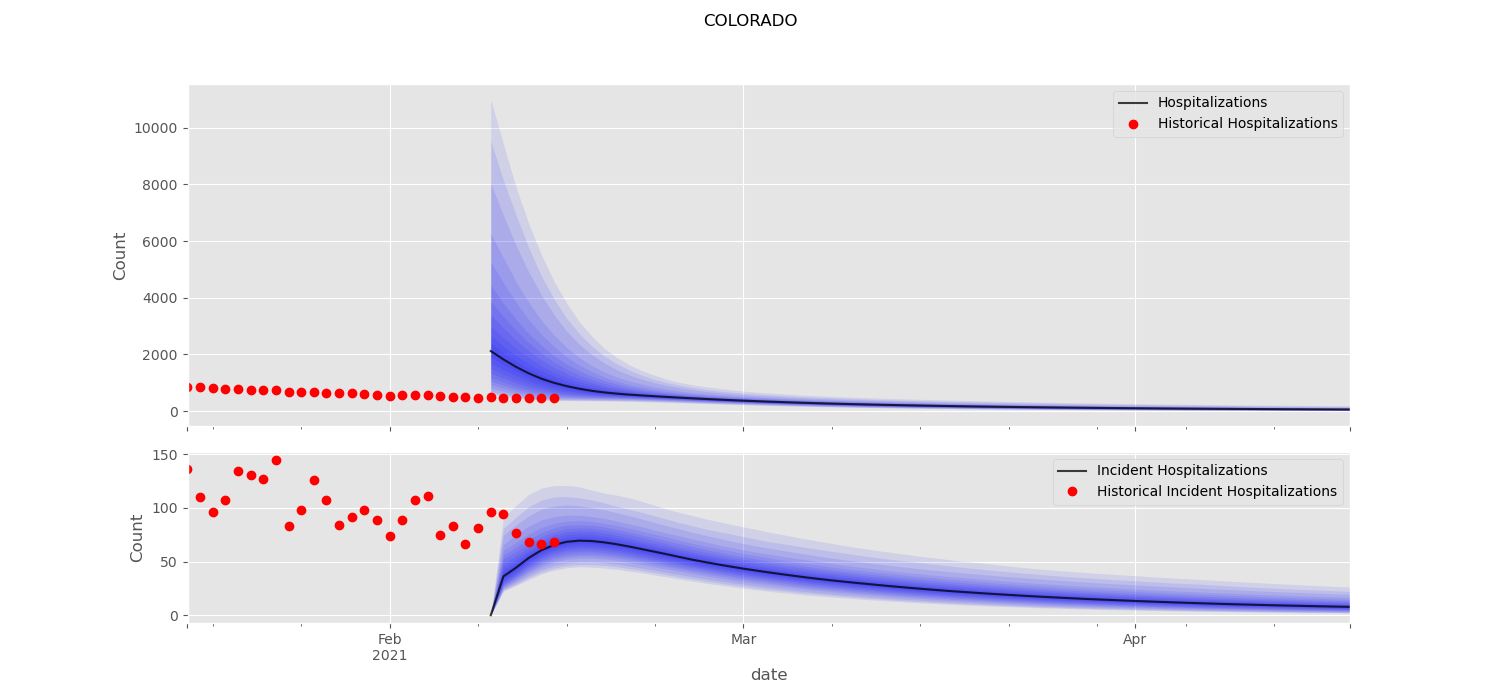 COLORADO
Count
10000
8000
6000
4000
2000
0
Hospitalizations
Historical Hospitalizations
Count
150
100
50
0
Incident Hospitalizations
Historical Incident Hospitalizations
Feb
2021
Mar
Apr
date